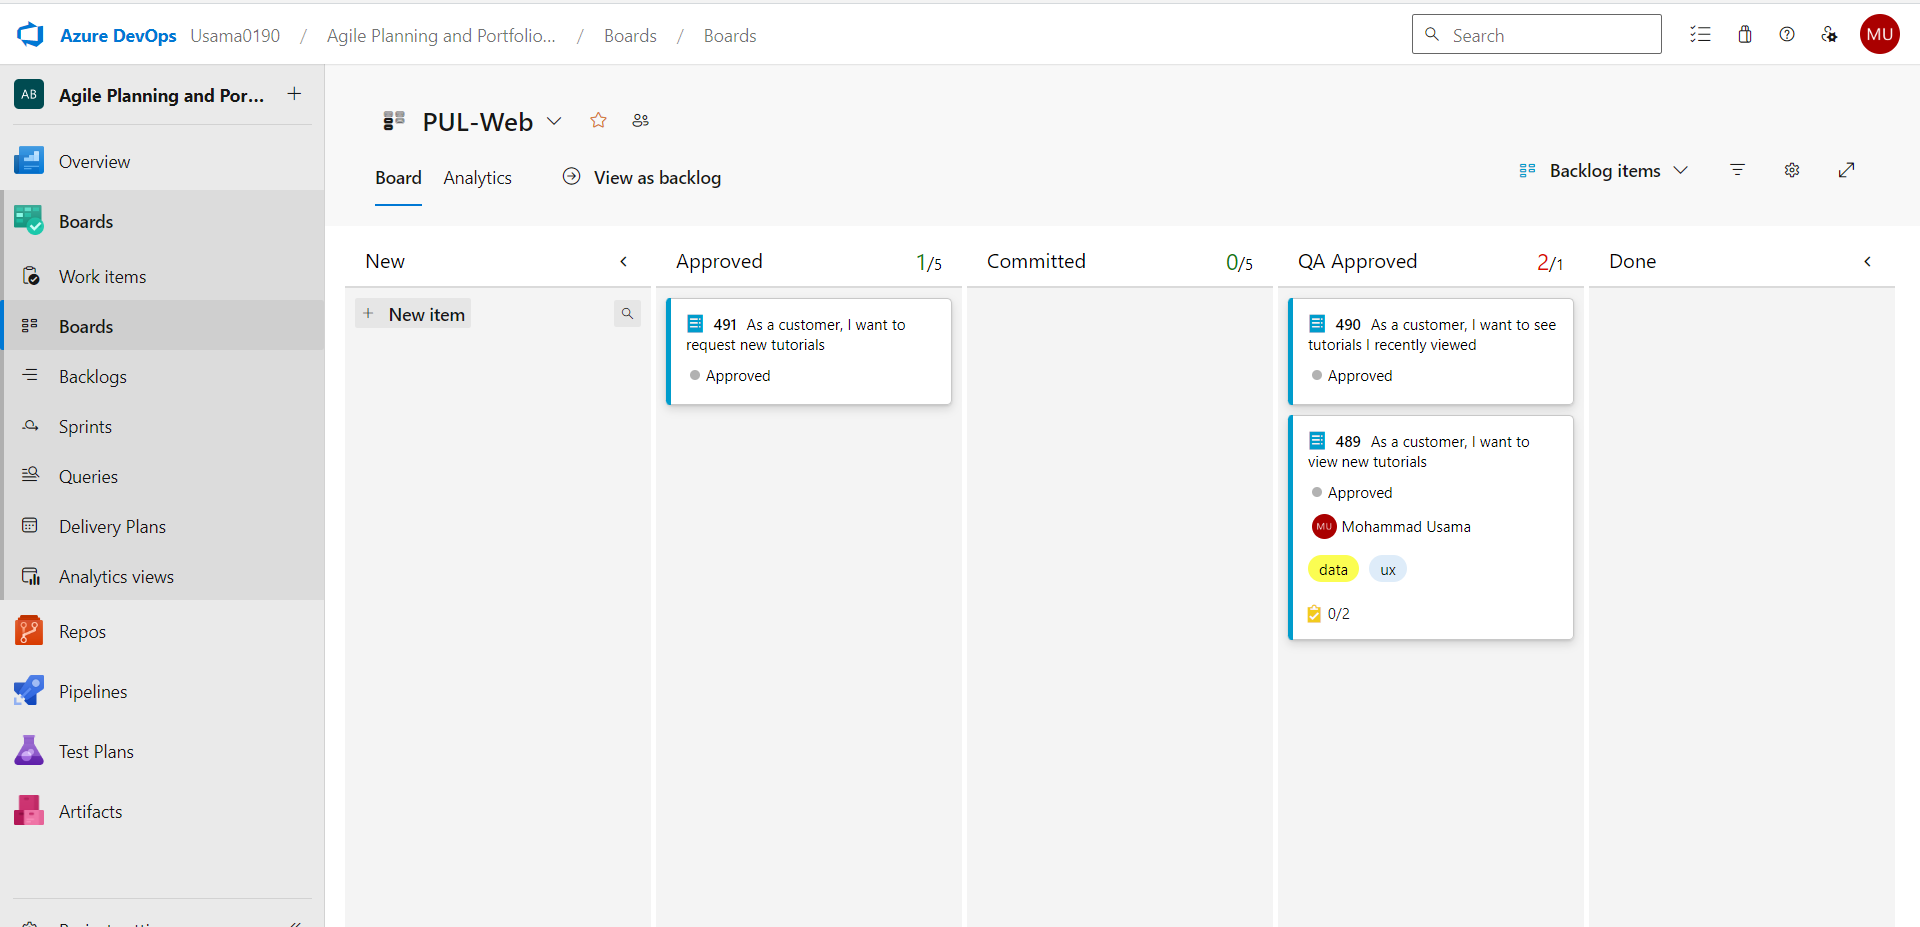 Azure DevOps Usama0190 / Agile Planning and Portfolio... / Boards / Boards
Search
MU
AB Agile Planning and Por...
Overview
Boards
Work items
Boards
Backlogs
Sprints
Queries
Delivery Plans
Analytics views
Repos
Pipelines
Test Plans
Artifacts
PUL-Web
Board Analytics View as backlog
Backlog items
New
New item
Approved 1/5
491 As a customer, I want to
request new tutorials
Approved
Committed 0/5
QA Approved 2/1
490 As a customer, I want to see
tutorials I recently viewed
Approved
489 As a customer, I want to
view new tutorials
Approved
MU Mohammad Usama
data ux
0/2
Done